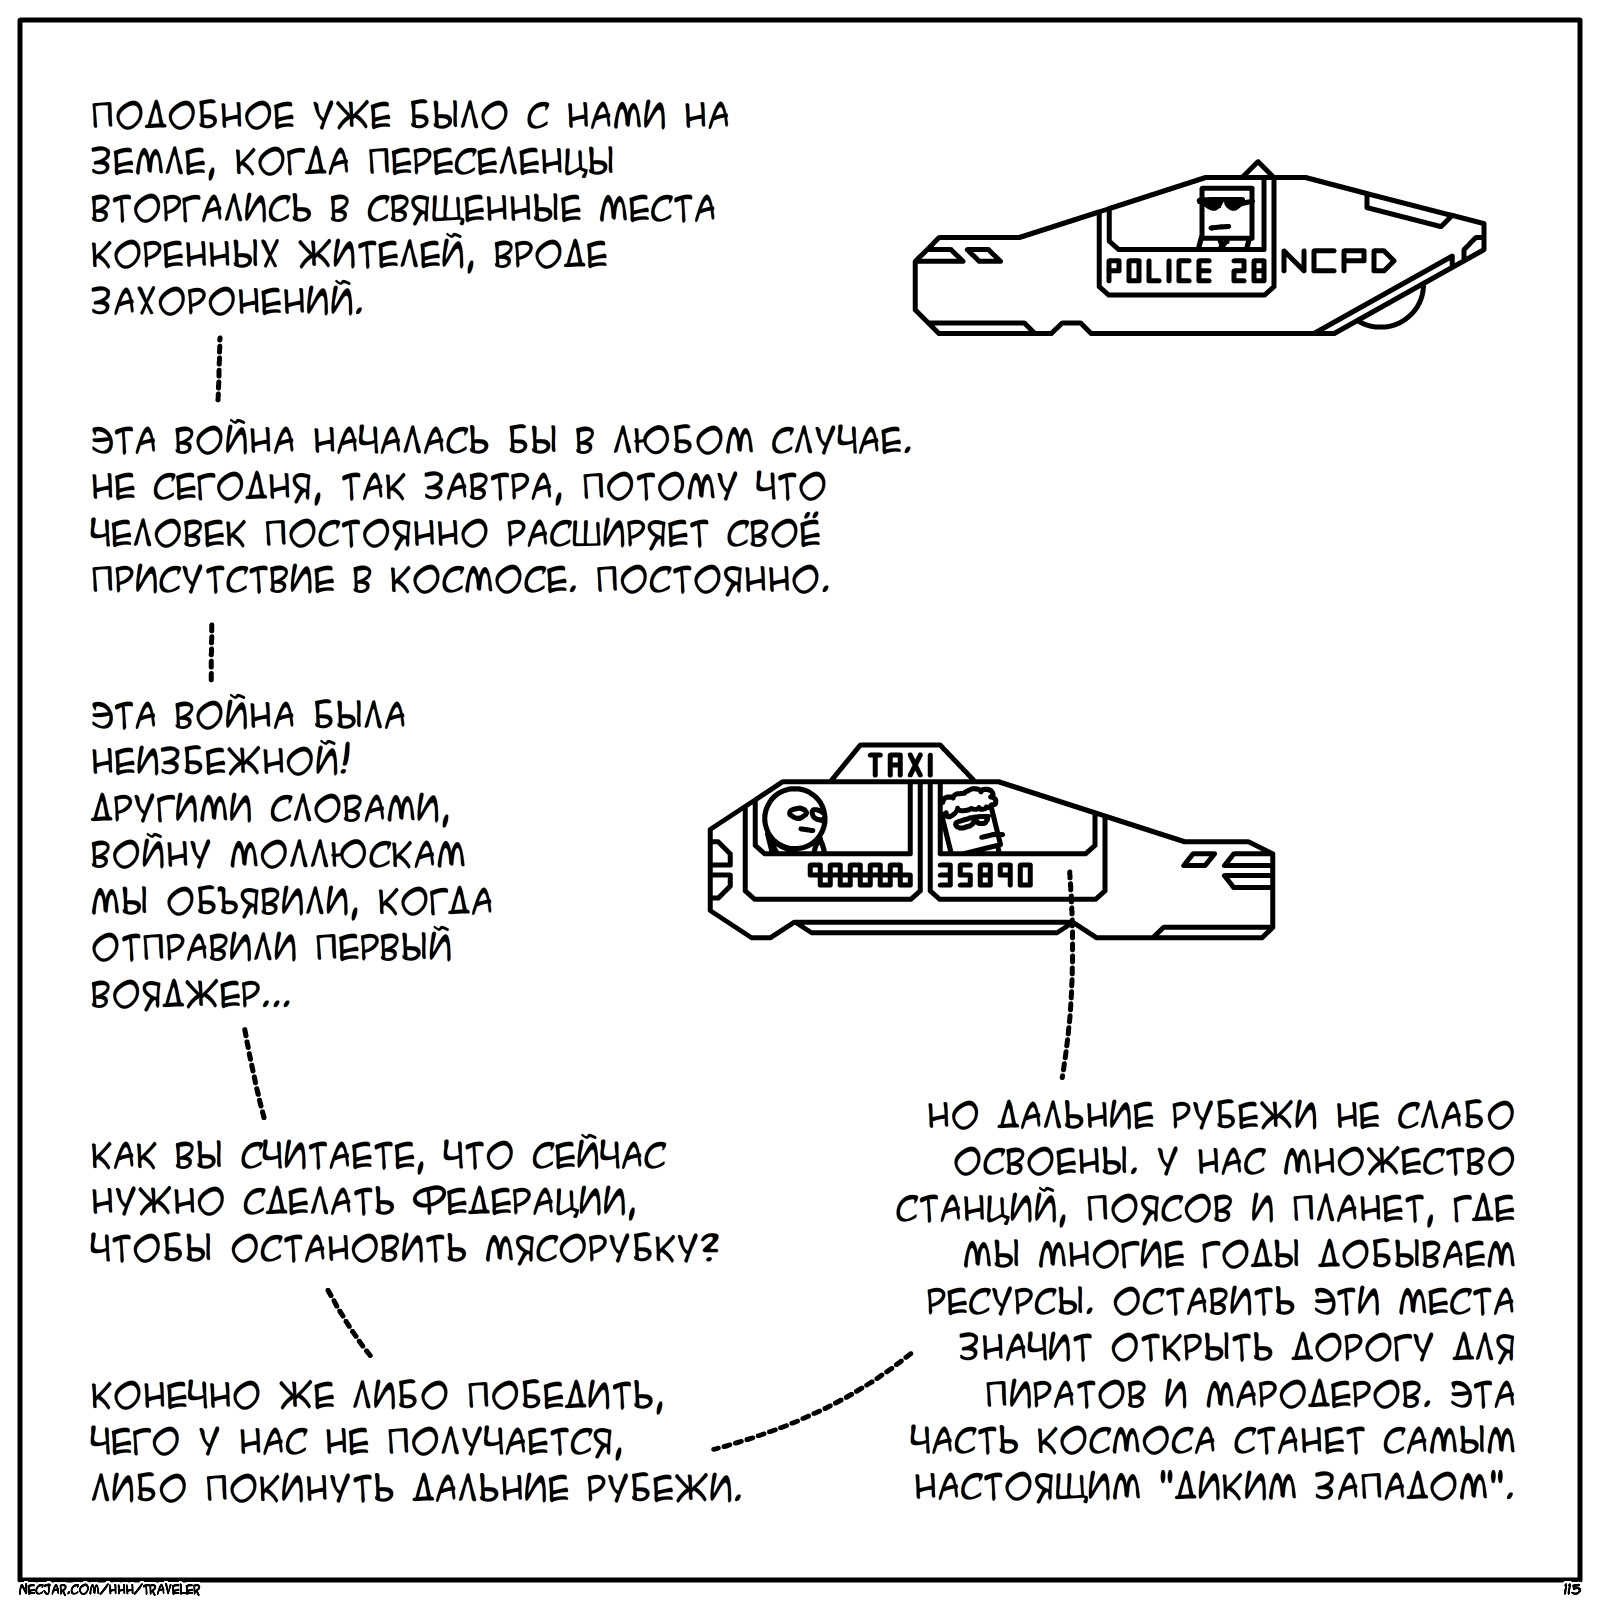 ПОДОБНОЕ УЖЕ БЫЛО С НАМИ НА
ЗЕМЛЕ, КОГДА ПЕРЕСЕЛЕНЦЫ
ВТОРГАЛИСЬ В СВЯЩЕННЫЕ МЕСТА
КОРЕННЫХ ЖИТЕЛЕЙ, ВРОДЕ
ЗАХОРОНЕНИЙ.
POLICE 28
NCPD
ЭТА ВОЙНА НАЧАЛАСЬ БЫ В ЛЮБОМ СЛУЧАЕ.
НЕ СЕГОДНЯ, ТАК ЗАВТРА, ПОТОМУ ЧТО
ЧЕЛОВЕК ПОСТОЯННО РАСШИРЯЕТ СВОЁ
ПРИСУТСТВИЕ В КОСМОСЕ. ПОСТОЯННО.
ЭТА ВОЙНА БЫЛА
НЕИЗБЕЖНОЙ!
ДРУГИМИ СЛОВАМИ,
ВОЙНУ МОЛЛЮСКАМ
МЫ ОБЪЯВИЛИ, КОГДА
ОТПРАВИЛИ ПЕРВЫЙ
ВОЯДЖЕР...
TAXI
35890
КАК ВЫ СЧИТАЕТЕ, ЧТО СЕЙЧАС
НУЖНО СДЕЛАТЬ ФЕДЕРАЦИИ,
ЧТОБЫ ОСТАНОВИТЬ МЯСОРУБКУ?
КОНЕЧНО ЖЕ ЛИБО ПОБЕДИТЬ,
ЧЕГО У НАС НЕ ПОЛУЧАЕТСЯ,
ЛИБО ПОКИНУТЬ ДАЛЬНИЕ РУБЕЖИ.
НО ДАЛЬНИЕ РУБЕЖИ НЕ СЛАБО
ОСВОЕНЫ. У НАС МНОЖЕСТВО
СТАНЦИЙ, ПОЯСОВ И ПЛАНЕТ, ГДЕ
МЫ МНОГИЕ ГОДЫ ДОБЫВАЕМ
РЕСУРСЫ. ОСТАВИТЬ ЭТИ МЕСТА
ЗНАЧИТ ОТКРЫТЬ ДОРОГУ ДЛЯ
ПИРАТОВ И МАРОДЕРОВ. ЭТА
ЧАСТЬ КОСМОСА СТАНЕТ САМЫМ
НАСТОЯЩИМ "ДИКИМ ЗАПАДОМ".
NECJAR.COM/HHH/TRAVELER
115